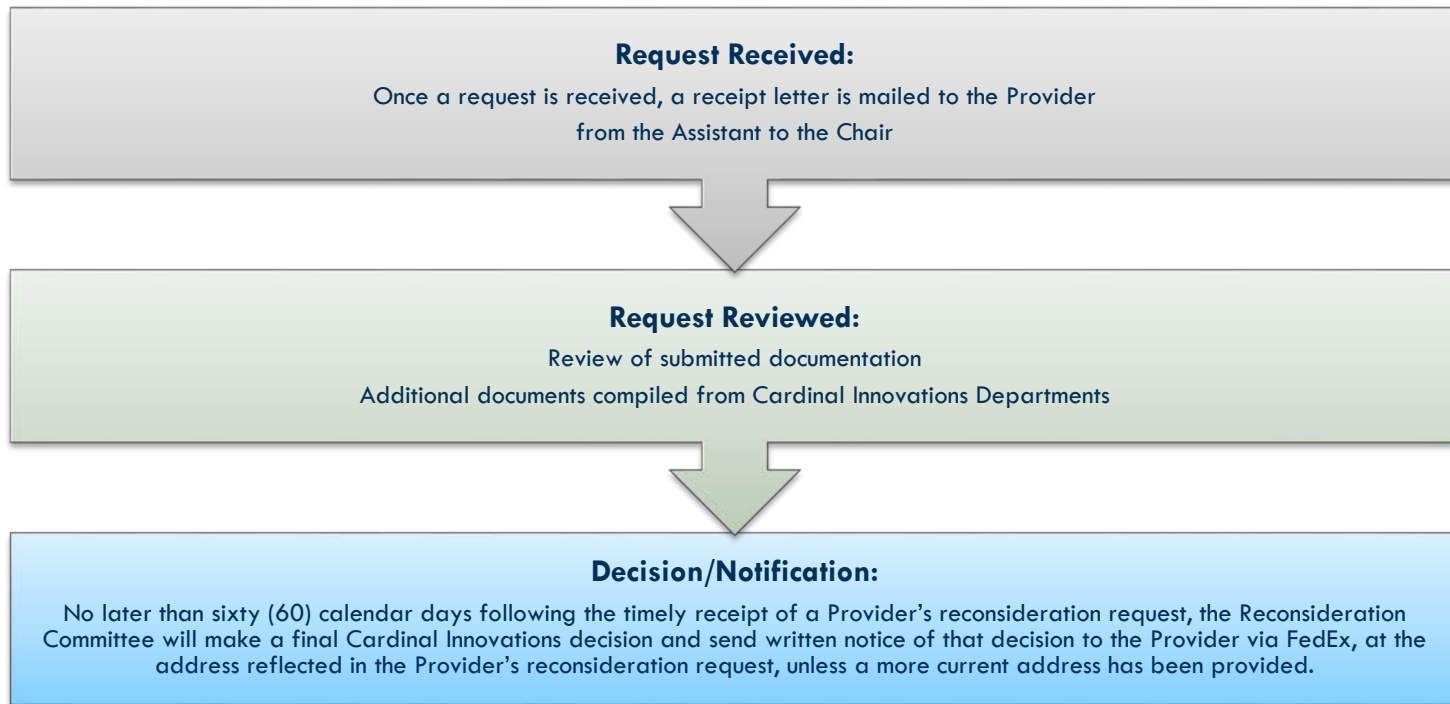 Request Received:
Once a request is received, a receipt letter is mailed to the Provider
from the Assistant to the Chair
Request Reviewed:
Review of submitted documentation
Additional documents compiled from Cardinal Innovations Departments
Decision/Notification:
No later than sixty (60) calendar days following the timely receipt of a Provider’s reconsideration request, the Reconsideration
Committee will make a final Cardinal Innovations decision and send written notice of that decision to the Provider via FedEx, at the
address reflected in the Provider’s reconsideration request, unless a more current address has been provided.